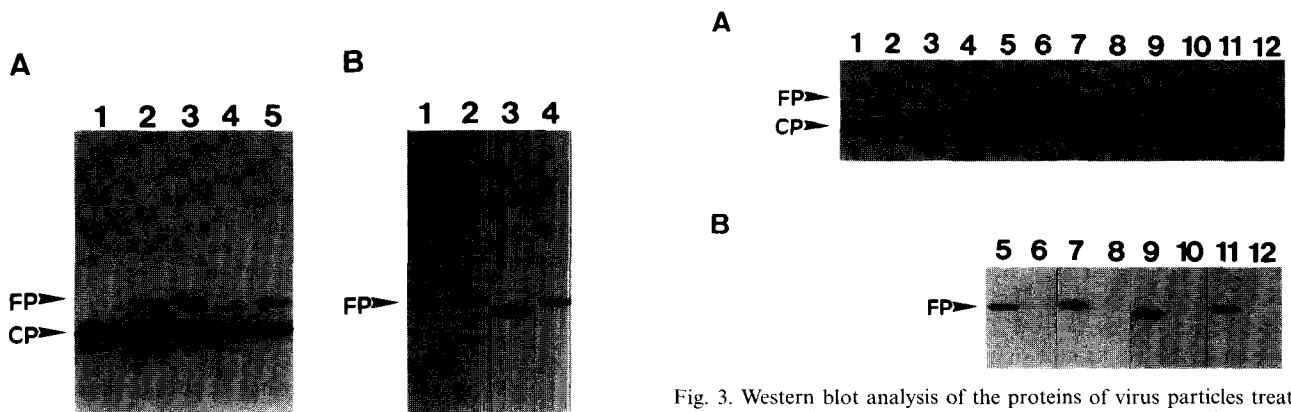 A
1 2 3 4 5
FP
CP
B
1 2 3 4
FP
A
1 2 3 4 5 6 7 8 9 10 11 12
FP
CP
B
5 6 7 8 9 10 11 12
FP
Fig. 3. Western blot analysis of the proteins of virus particles treat